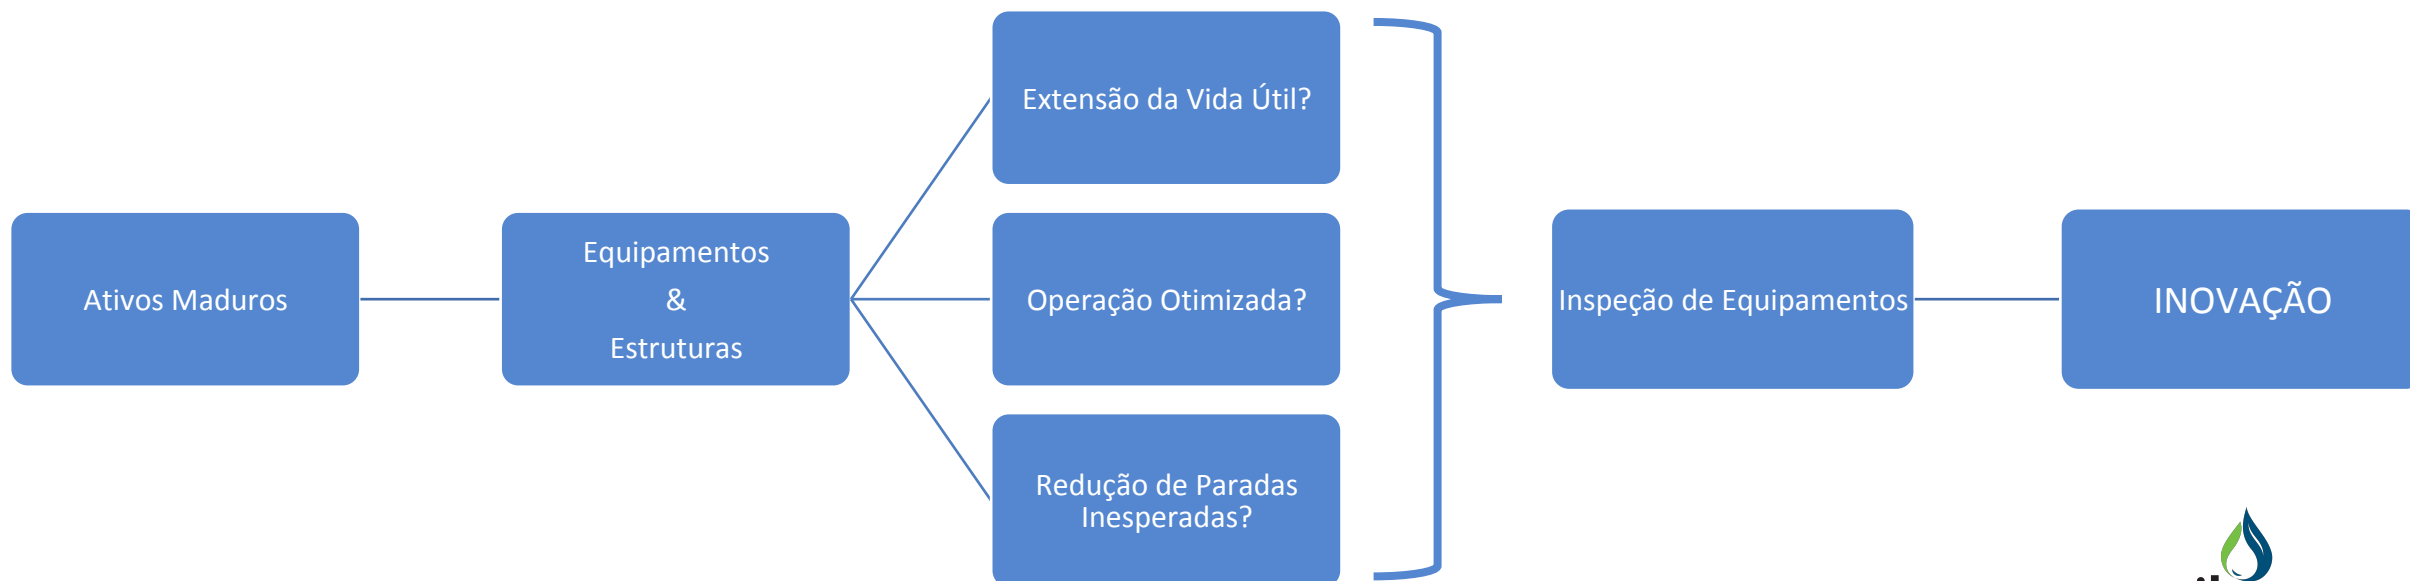 Ativos Maduros
Equipamentos
&
Estruturas
Extensão da Vida Útil?
Operação Otimizada?
Redução de Paradas
Inesperadas?
Inspeção de Equipamentos
INOVAÇÃO